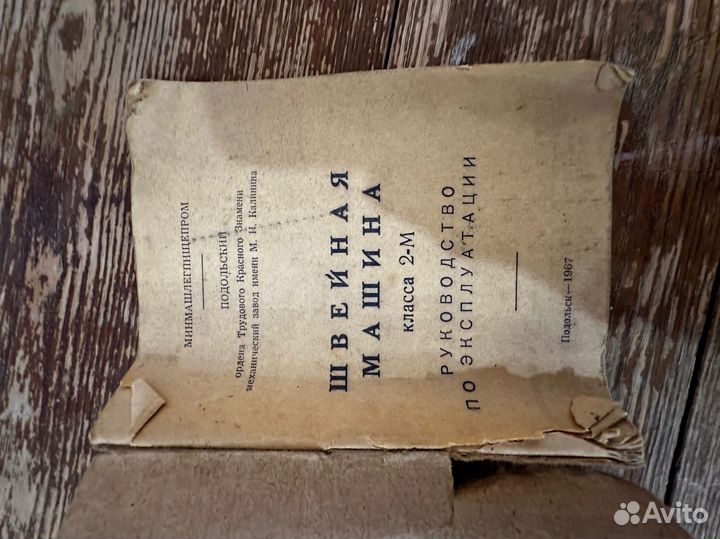 МИНМАШЛЕГПИЩЕПРОМ
ПОДОЛЬСКИЙ
ордена Трудового Красного Знамени
механический завод имени М. И. Калинина
ШВЕЙНАЯ
МАШИНА
класса 2-М
РУКОВОДСТВО
ПО ЭКСПЛУАТАЦИИ
Подольск—1967
Avito